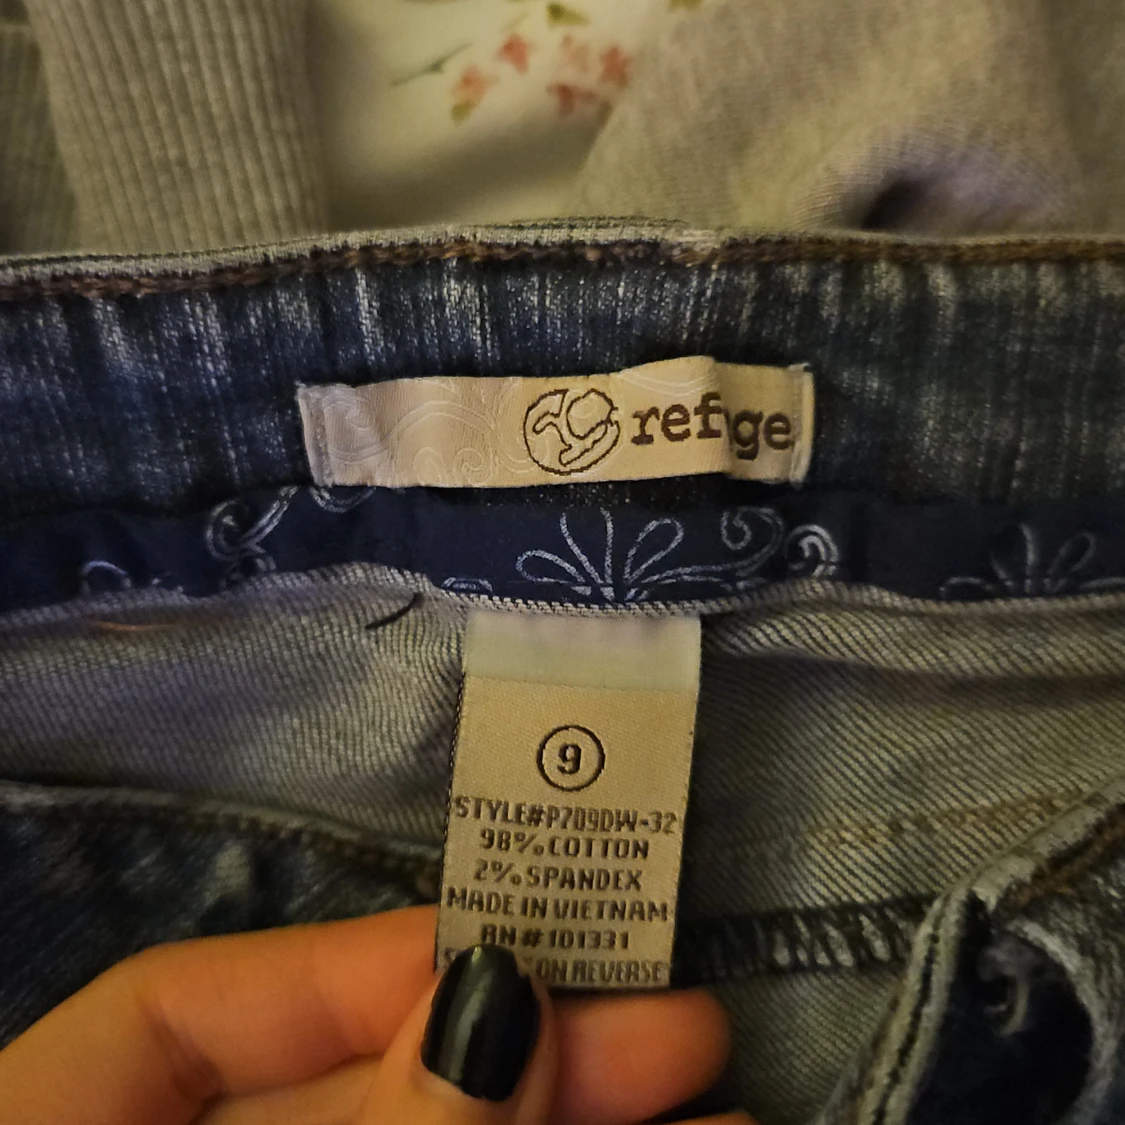 refuge
9
STYLE#P709DW-32
98% COTTON
2% SPANDEX
MADE IN VIETNAM
RN#101331
ON REVERSE